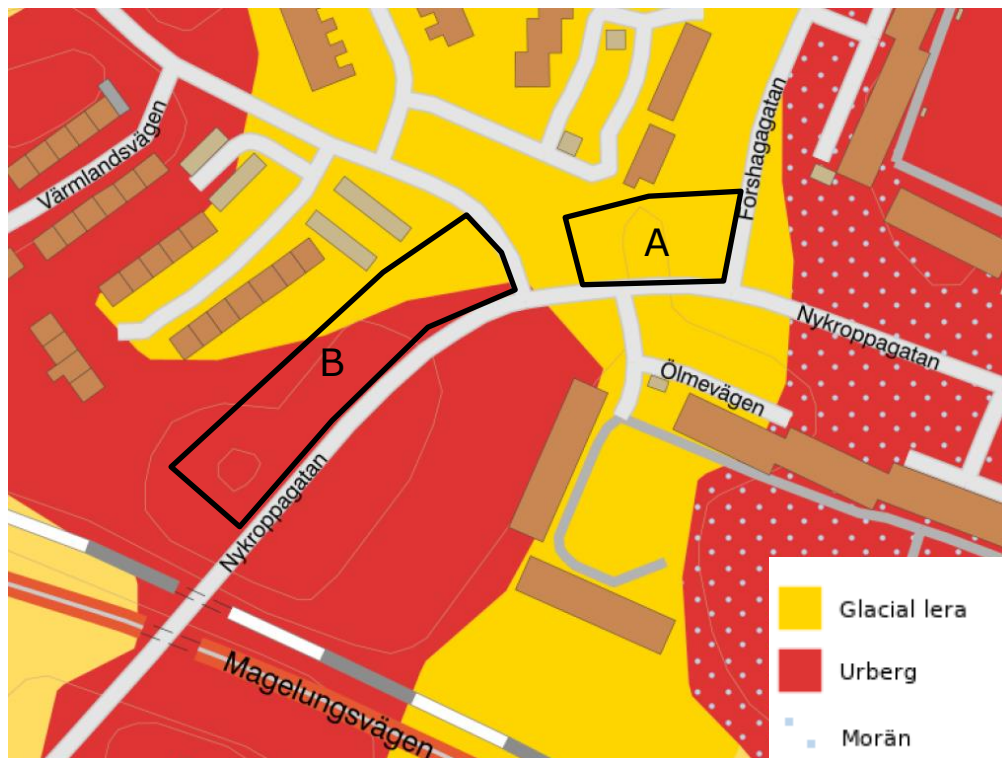 Värmlandsvägen
Forshagagatan
A
B
Nykroppagatan
Ölmevägen
Nykroppagatan
Magelungsvägen
Glacial lera
Urberg
Morän